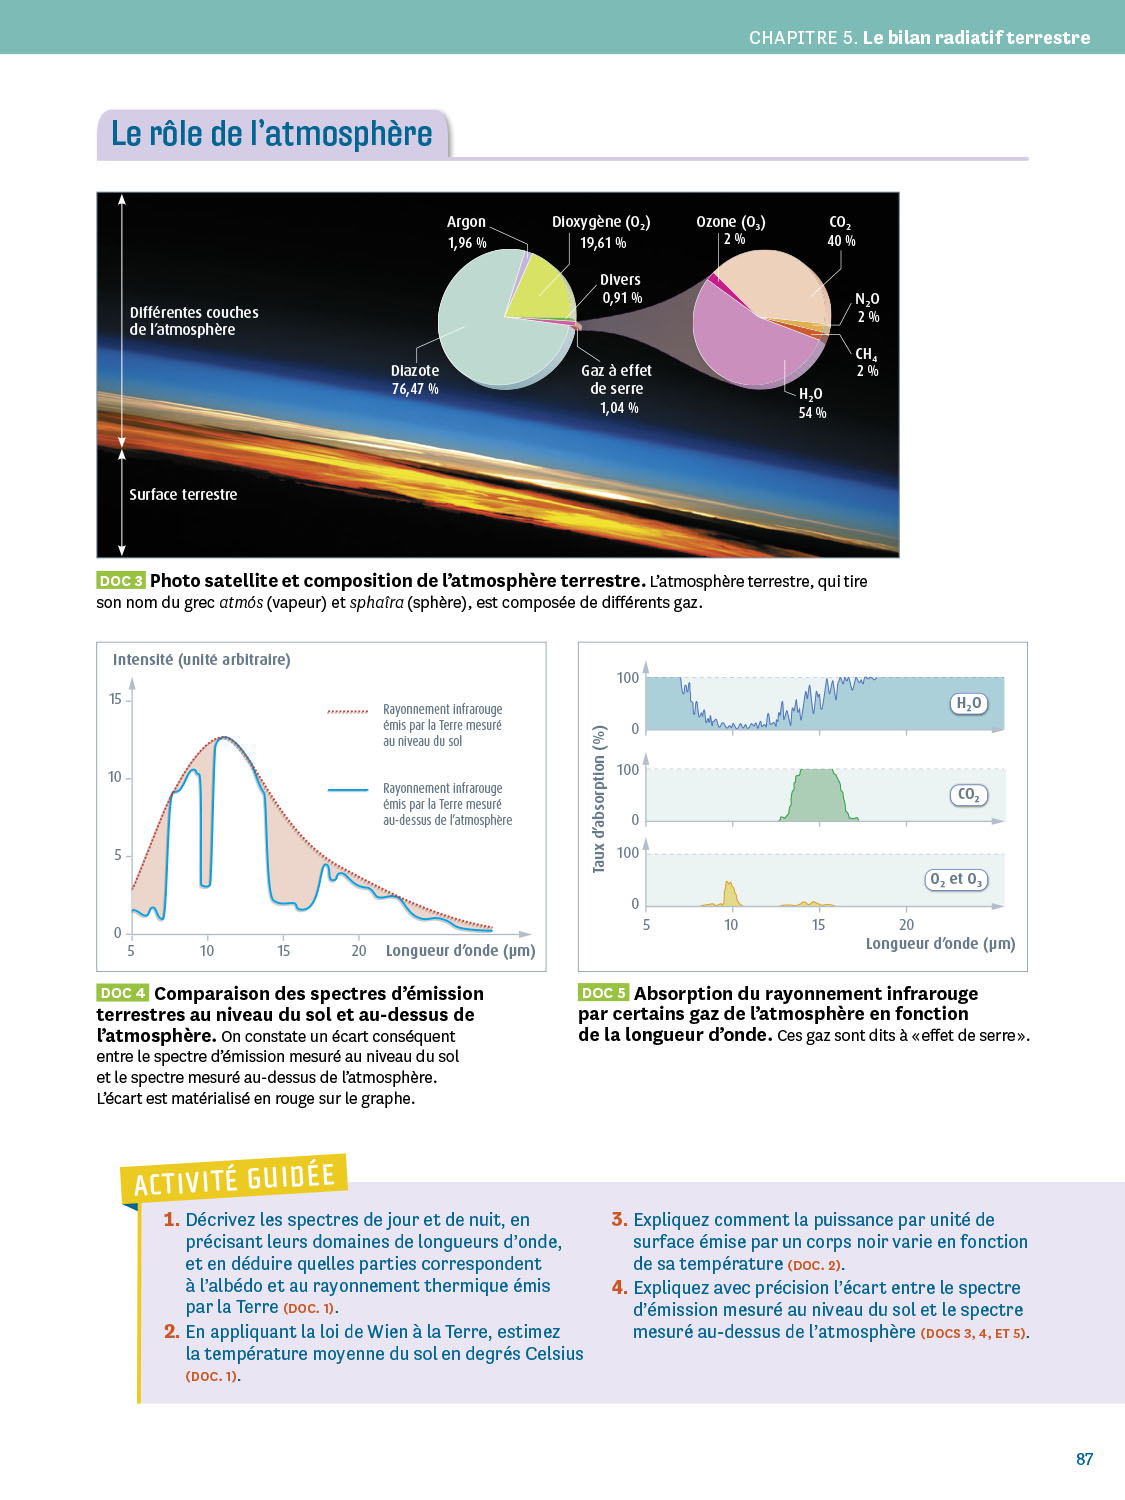 CHAPITRE 5. Le bilan radiatif terrestre
Le rôle de l'atmosphère
Différentes couches
de l'atmosphère
Surface terrestre
Argon
1,96 %
Dioxygène (O₂)
19,61 %
Divers
0,91 %
Diazote
76,47 %
Gaz à effet
de serre
1,04 %
Ozone (O₃)
2 %
CO₂
40 %
N₂O
2 %
CH₄
2 %
H₂O
54 %
DOC 3 Photo satellite et composition de l'atmosphère terrestre. L'atmosphère terrestre, qui tire
son nom du grec atmós (vapeur) et sphaîra (sphère), est composée de différents gaz.
Intensité (unité arbitraire)
15
10
5
0
5
10
15
20
Longueur d'onde (µm)
Rayonnement infrarouge
émis par la Terre mesuré
au niveau du sol
Rayonnement infrarouge
émis par la Terre mesuré
au-dessus de l'atmosphère
DOC 4 Comparaison des spectres d'émission
terrestres au niveau du sol et au-dessus de
l'atmosphère. On constate un écart conséquent
entre le spectre d'émission mesuré au niveau du sol
et le spectre mesuré au-dessus de l'atmosphère.
L'écart est matérialisé en rouge sur le graphe.
Taux d'absorption (%)
100
0
H₂O
100
0
CO₂
100
0
O₂ et O₃
5
10
15
20
Longueur d'onde (µm)
DOC 5 Absorption du rayonnement infrarouge
par certains gaz de l'atmosphère en fonction
de la longueur d'onde. Ces gaz sont dits à « effet de serre ».
ACTIVITÉ GUIDÉE
1. Décrivez les spectres de jour et de nuit, en
précisant leurs domaines de longueurs d'onde,
et en déduire quelles parties correspondent
à l'albédo et au rayonnement thermique émis
par la Terre (DOC. 1).
2. En appliquant la loi de Wien à la Terre, estimez
la température moyenne du sol en degrés Celsius
(DOC. 1).
3. Expliquez comment la puissance par unité de
surface émise par un corps noir varie en fonction
de sa température (DOC. 2).
4. Expliquez avec précision l'écart entre le spectre
d'émission mesuré au niveau du sol et le spectre
mesuré au-dessus de l'atmosphère (DOCS 3, 4, ET 5).
87